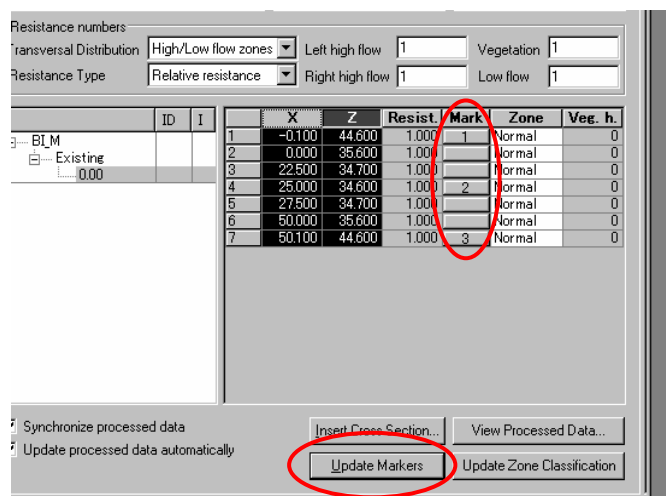 Resistance numbers
Transversal Distribution High/Low flow zones Left high flow 1 Vegetation 1
Resistance Type Relative resistance Right high flow 1 Low flow 1
ID I X Z Resist. Mark Zone Veg. h.
BI_M
Existing
0.00
1 -0.100 44.600 1.000 1 Normal 0
2 0.000 35.600 1.000 Normal 0
3 22.500 34.700 1.000 Normal 0
4 25.000 34.600 1.000 2 Normal 0
5 27.500 34.700 1.000 Normal 0
6 50.000 35.600 1.000 Normal 0
7 50.100 44.600 1.000 3 Normal 0
Synchronize processed data Insert Cross Section... View Processed Data...
Update processed data automatically
Update Markers Update Zone Classification